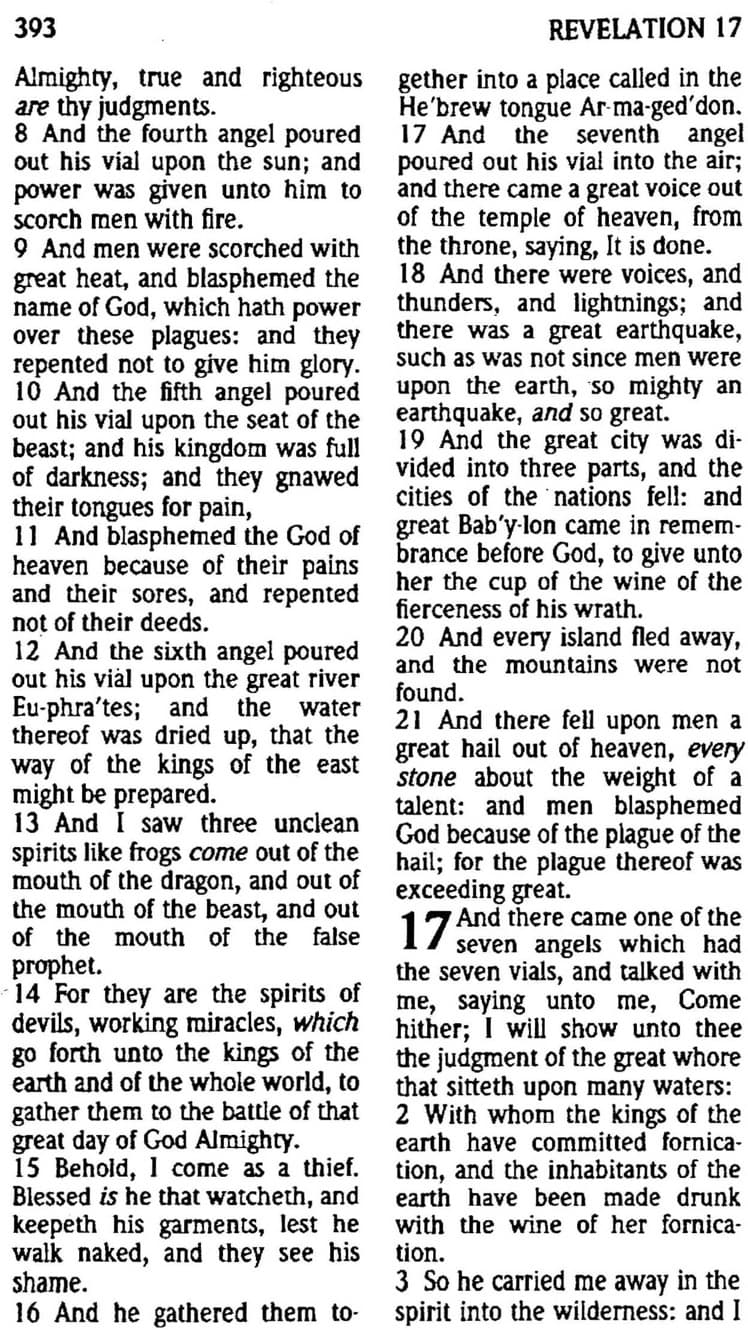 393
REVELATION 17
Almighty, true and righteous
are thy judgments.
8 And the fourth angel poured
out his vial upon the sun; and
power was given unto him to
scorch men with fire.
9 And men were scorched with
great heat, and blasphemed the
name of God, which hath power
over these plagues: and they
repented not to give him glory.
10 And the fifth angel poured
out his vial upon the seat of the
beast; and his kingdom was full
of darkness; and they gnawed
their tongues for pain,
11 And blasphemed the God of
heaven because of their pains
and their sores, and repented
not of their deeds.
12 And the sixth angel poured
out his vial upon the great river
Eu-phra'tes; and the water
thereof was dried up, that the
way of the kings of the east
might be prepared.
13 And I saw three unclean
spirits like frogs come out of the
mouth of the dragon, and out of
the mouth of the beast, and out
of the mouth of the false
prophet.
14 For they are the spirits of
devils, working miracles, which
go forth unto the kings of the
earth and of the whole world, to
gather them to the battle of that
great day of God Almighty.
15 Behold, I come as a thief.
Blessed is he that watcheth, and
keepeth his garments, lest he
walk naked, and they see his
shame.
16 And he gathered them to-
gether into a place called in the
He'brew tongue Ar-ma-ged'don.
17 And the seventh angel
poured out his vial into the air;
and there came a great voice out
of the temple of heaven, from
the throne, saying, It is done.
18 And there were voices, and
thunders, and lightnings; and
there was a great earthquake,
such as was not since men were
upon the earth, so mighty an
earthquake, and so great.
19 And the great city was di-
vided into three parts, and the
cities of the nations fell: and
great Bab'y-lon came in remem-
brance before God, to give unto
her the cup of the wine of the
fierceness of his wrath.
20 And every island fled away,
and the mountains were not
found.
21 And there fell upon men a
great hail out of heaven, every
stone about the weight of a
talent: and men blasphemed
God because of the plague of the
hail; for the plague thereof was
exceeding great.
17 And there came one of the
seven angels which had
the seven vials, and talked with
me, saying unto me, Come
hither; I will show unto thee
the judgment of the great whore
that sitteth upon many waters:
2 With whom the kings of the
earth have committed fornica-
tion, and the inhabitants of the
earth have been made drunk
with the wine of her fornica-
tion.
3 So he carried me away in the
spirit into the wilderness: and I